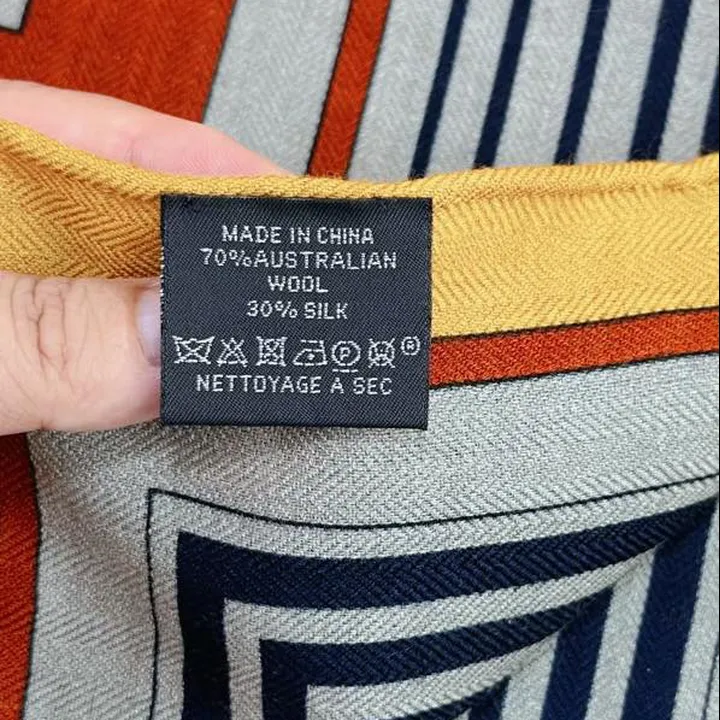 MADE IN CHINA
70%AUSTRALIAN
WOOL
30% SILK
P ®
NETTOYAGE A SEC